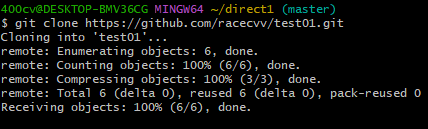 400cv@DESKTOP-BMV36CG MINGW64 ~/direct1 (master)
$ git clone https://github.com/racecvv/test01.git
Cloning into 'test01'...
remote: Enumerating objects: 6, done.
remote: Counting objects: 100% (6/6), done.
remote: Compressing objects: 100% (3/3), done.
remote: Total 6 (delta 0), reused 6 (delta 0), pack-reused 0
Receiving objects: 100% (6/6), done.